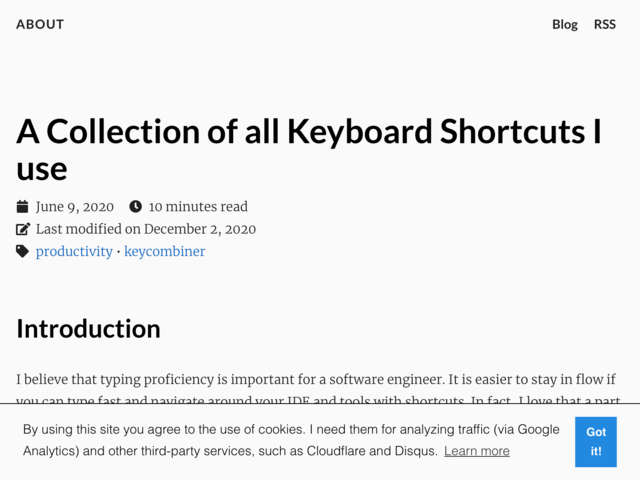 ABOUT
Blog
RSS
A Collection of all Keyboard Shortcuts I
use
June 9, 2020
10 minutes read
Last modified on December 2, 2020
productivity • keycombiner
Introduction
I believe that typing proficiency is important for a software engineer. It is easier to stay in flow if
you can type fast and navigate around your IDE and tools with shortcuts. In fact, I love that a part
By using this site you agree to the use of cookies. I need them for analyzing traffic (via Google
Analytics) and other third-party services, such as Cloudflare and Disqus. Learn more
Got
it!